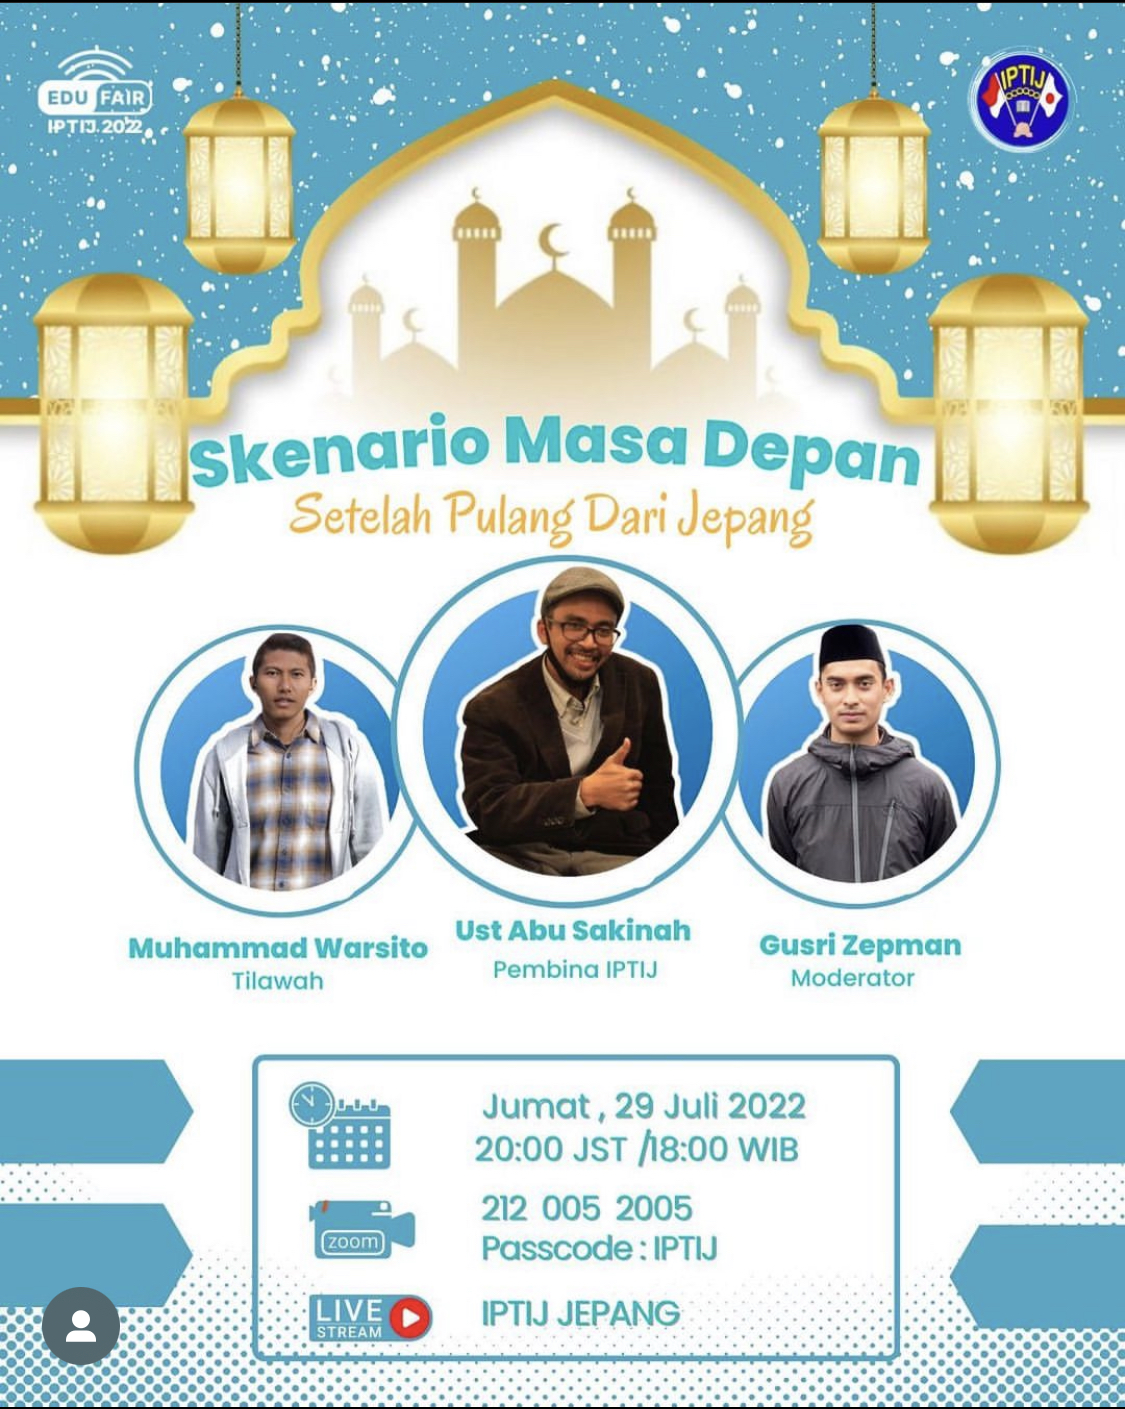 EDU FAIR
IPTIJ. 2022
IPTIJ
Skenario Masa Depan
Setelah Pulang Dari Jepang
Muhammad Warsito
Tilawah
Ust Abu Sakinah
Pembina IPTIJ
Gusri Zepman
Moderator
Jumat , 29 Juli 2022
20:00 JST /18:00 WIB
zoom
212 005 2005
Passcode : IPTIJ
LIVE
STREAM
IPTIJ JEPANG